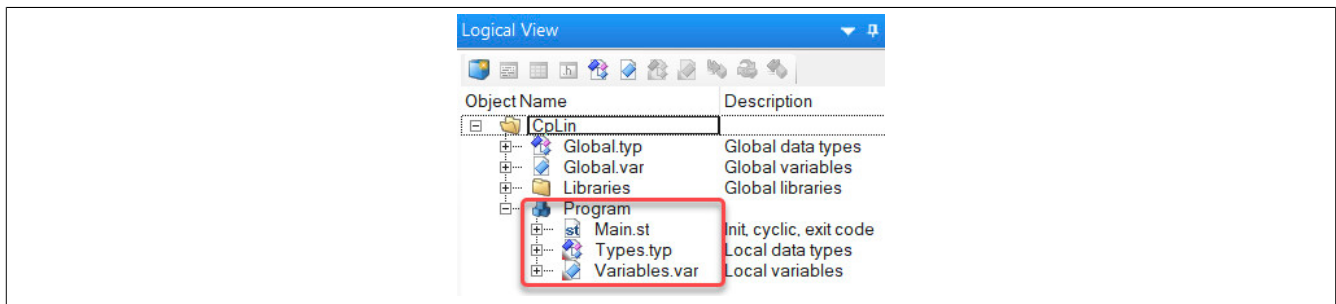 Logical View
Object Name Description
CpLin
Global.typ Global data types
Global.var Global variables
Libraries Global libraries
Program
st Main.st Init, cyclic, exit code
Types.typ Local data types
Variables.var Local variables